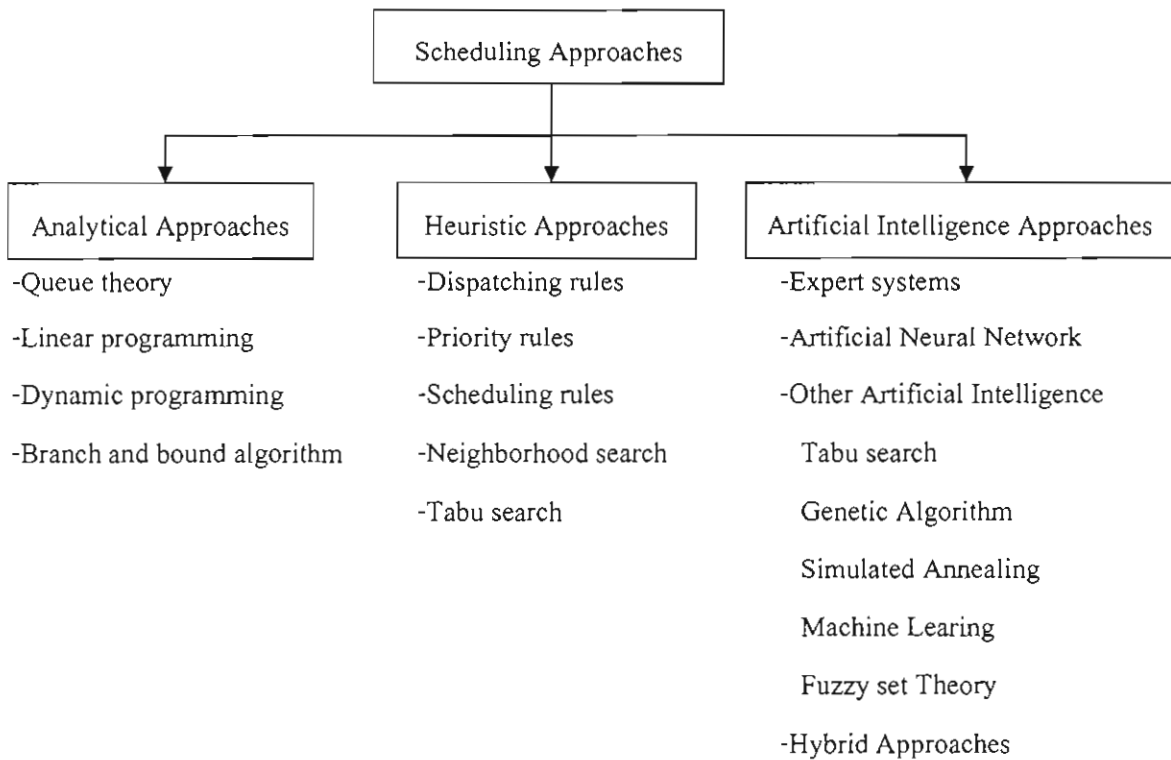 Scheduling Approaches
Analytical Approaches
-Queue theory
-Linear programming
-Dynamic programming
-Branch and bound algorithm
Heuristic Approaches
-Dispatching rules
-Priority rules
-Scheduling rules
-Neighborhood search
-Tabu search
Artificial Intelligence Approaches
-Expert systems
-Artificial Neural Network
-Other Artificial Intelligence
Tabu search
Genetic Algorithm
Simulated Annealing
Machine Learing
Fuzzy set Theory
-Hybrid Approaches